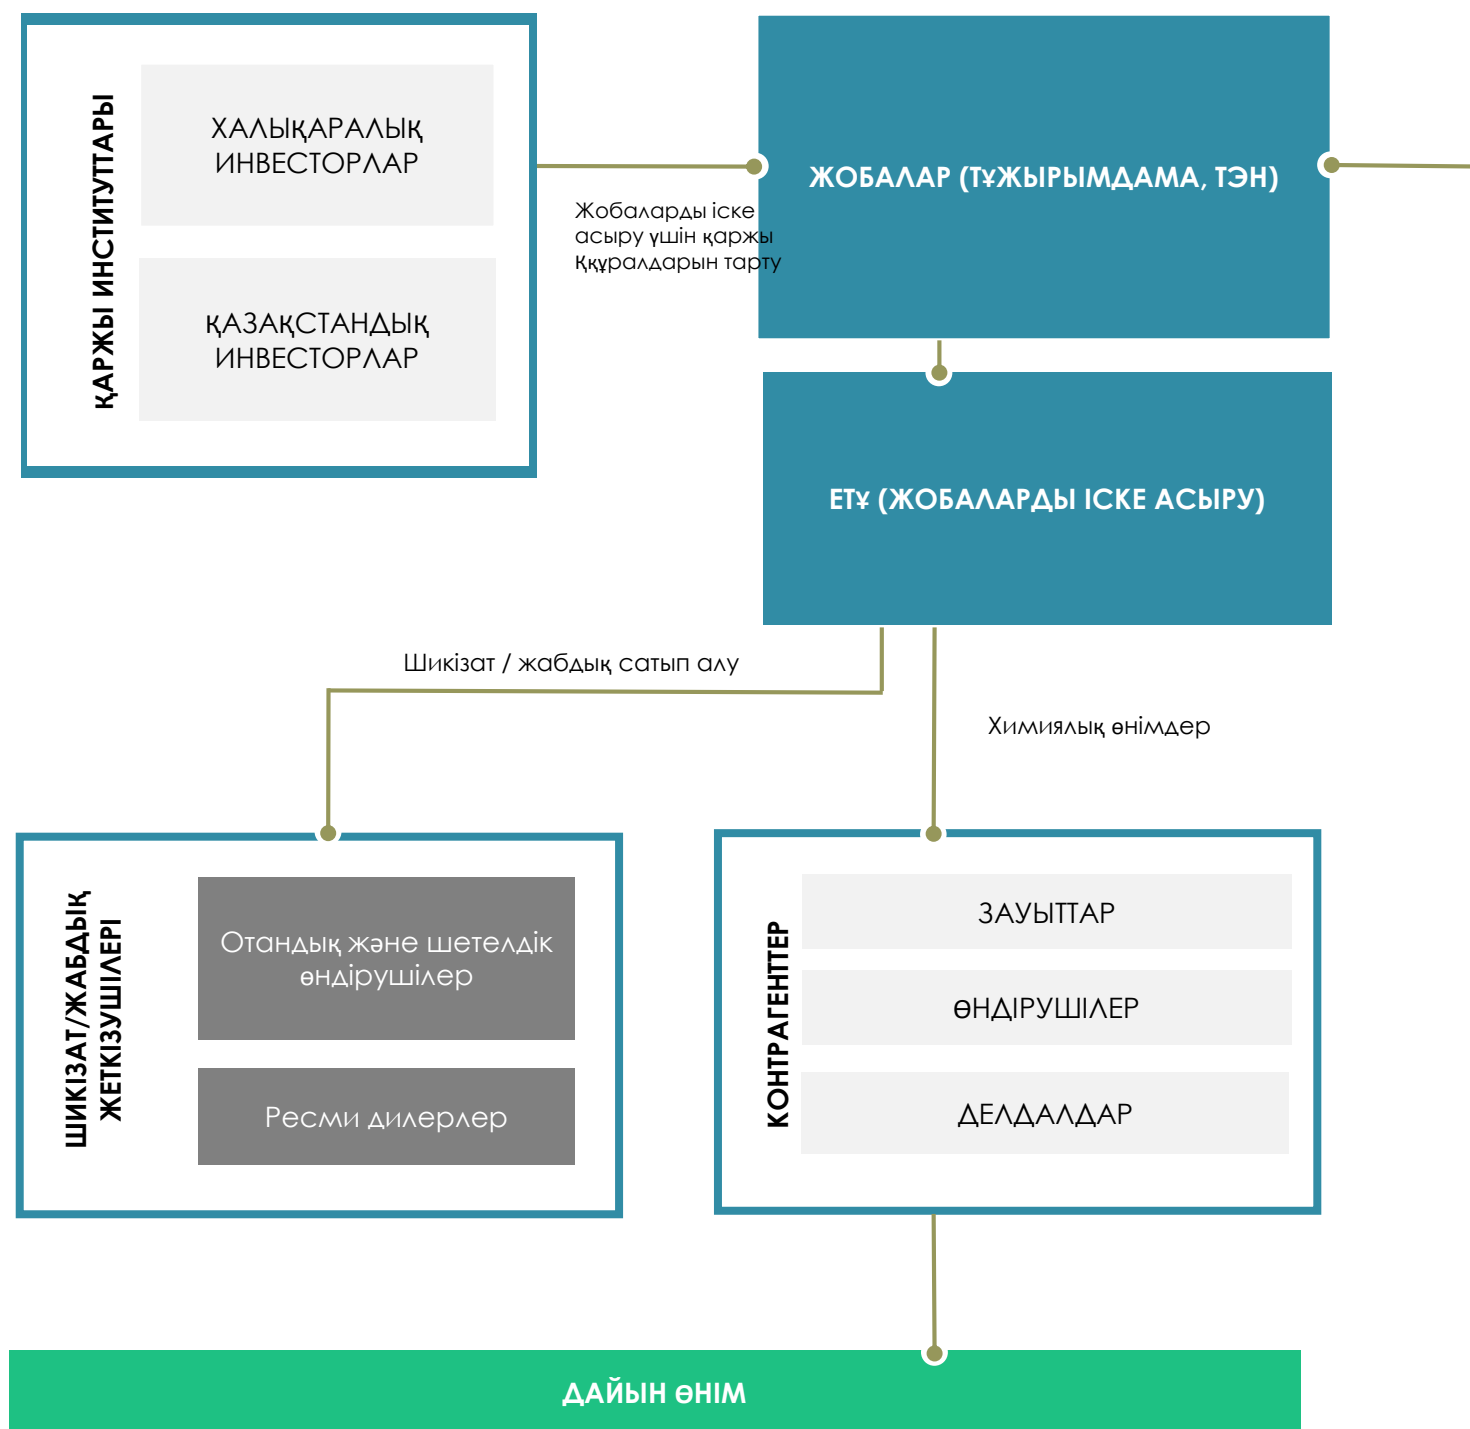 ҚАРЖЫ ИНСТИТУТТАРЫ
ХАЛЫҚАРАЛЫҚ
ИНВЕСТОРЛАР
ҚАЗАҚСТАНДЫҚ
ИНВЕСТОРЛАР
Жобаларды іске
асыру үшін қаржы
Ққұралдарын тарту
ЖОБАЛАР (ТҰЖЫРЫМДАМА, ТЭН)
ЕТҰ (ЖОБАЛАРДЫ ІСКЕ АСЫРУ)
Шикізат / жабдық сатып алу
Химиялық өнімдер
ШИКІЗАТ/ЖАБДЫҚ
ЖЕТКІЗУШІЛЕРІ
Отандық және шетелдік
өндірушілер
Ресми дилерлер
КОНТРАГЕНТТЕР
ЗАУЫТТАР
ӨНДІРУШІЛЕР
ДЕЛДАЛДАР
ДАЙЫН ӨНІМ